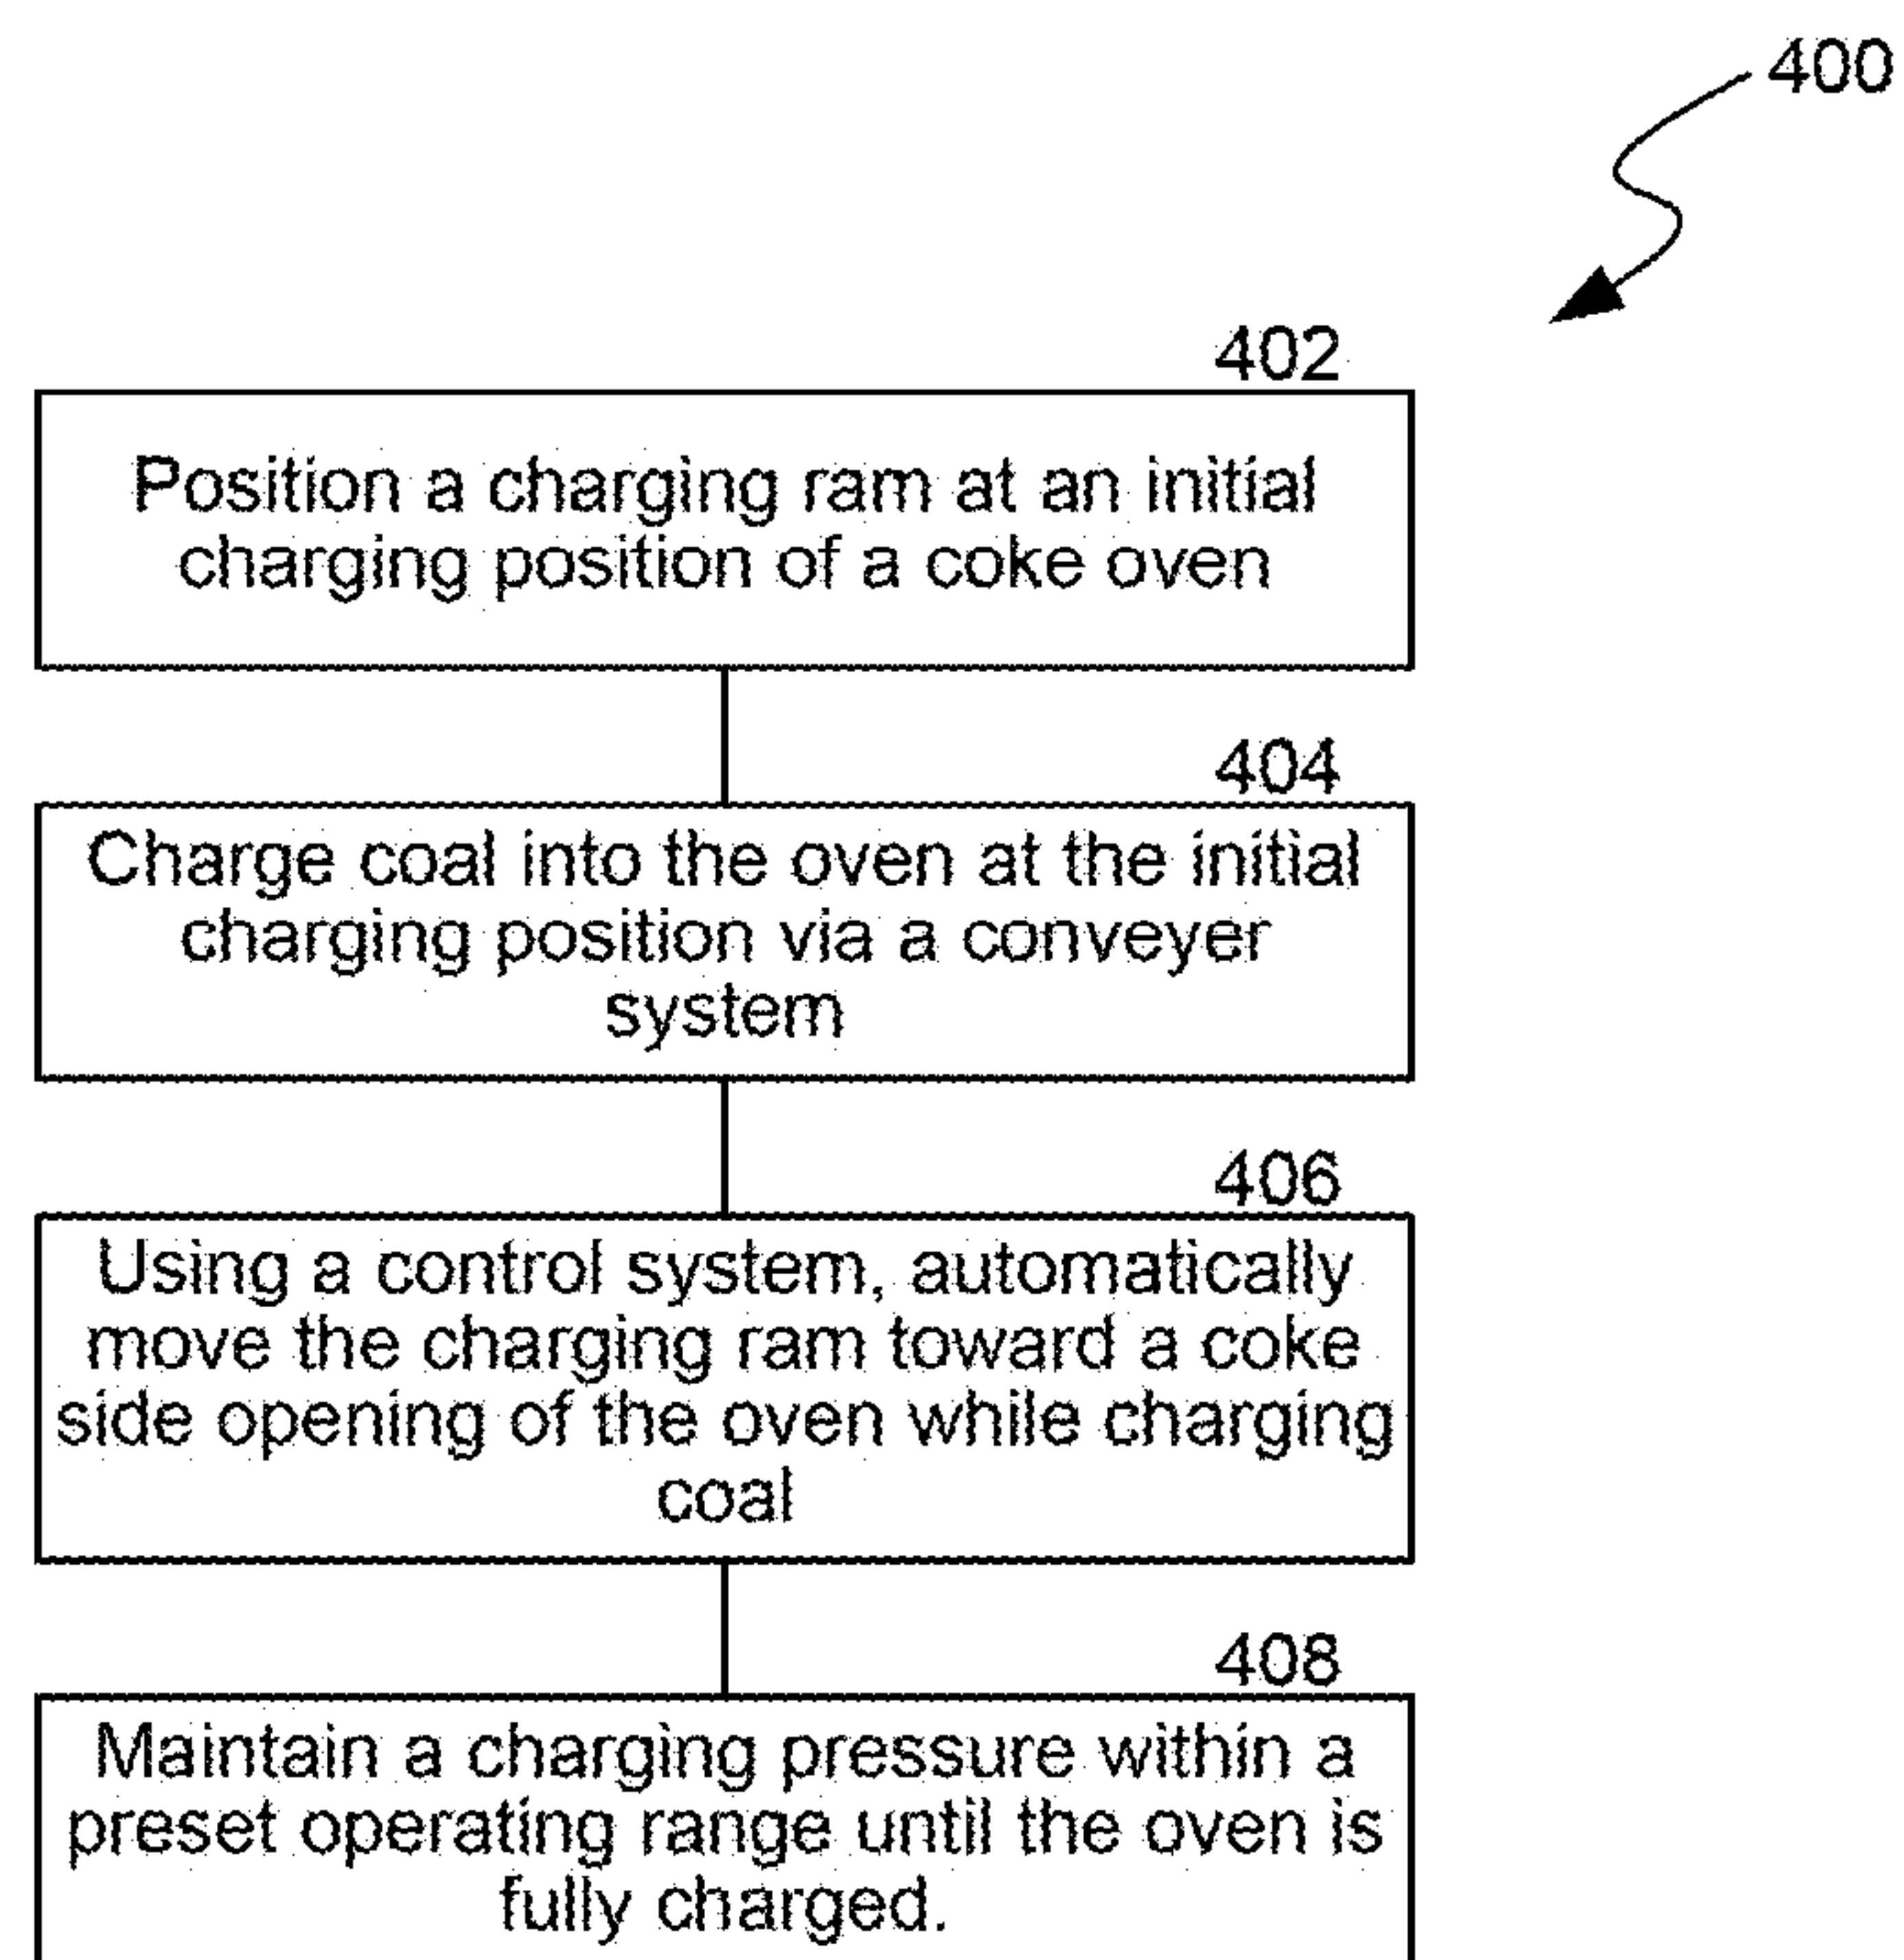 400
402
Position a charging ram at an initial
charging position of a coke oven
404
Charge coal into the oven at the initial
charging position via a conveyer
system
406
Using a control system, automatically
move the charging ram toward a coke
side opening of the oven while charging
coal
408
Maintain a charging pressure within a
preset operating range until the oven is
fully charged.